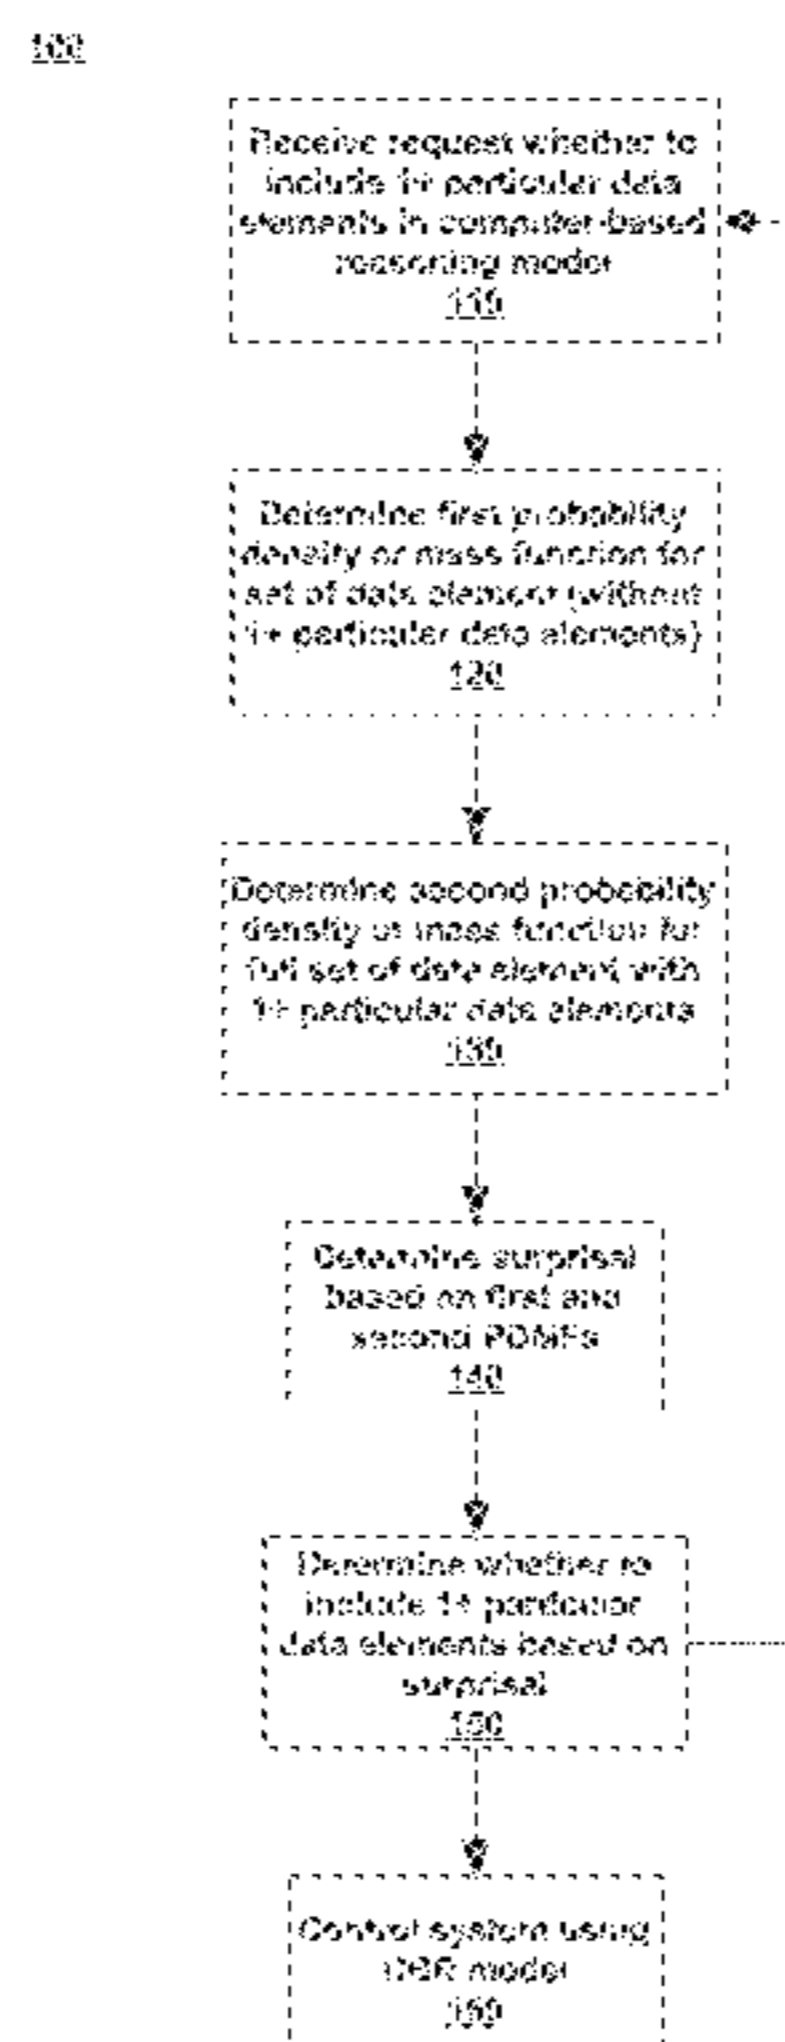 100
Receive request whether to
include 1+ particular data
elements in computer-based
reasoning model
110
Determine first probability
density or mass function for
set of data element (without
1+ particular data elements)
120
Determine second probability
density or mass function for
full set of data element with
1+ particular data elements
130
Determine surprisal
based on first and
second PDMFs
140
Determine whether to
include 1+ particular
data elements based on
surprisal
150
Control system using
CBR model
160